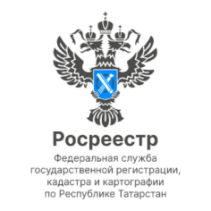 Росреестр
Федеральная служба
государственной регистрации,
кадастра и картографии
по Республике Татарстан